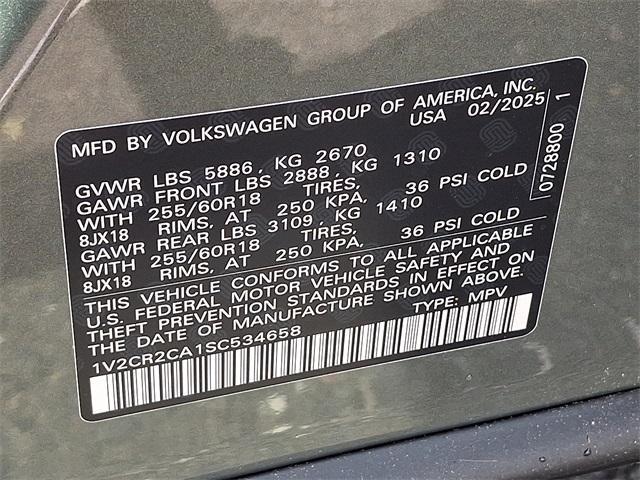 MFD BY VOLKSWAGEN GROUP OF AMERICA, INC.
USA 02/2025
GVWR LBS 5886, KG 2670
GAWR FRONT LBS 2888, KG 1310
WITH 255/60R18 TIRES, 36 PSI COLD
8JX18 RIMS, AT 250 KPA,
GAWR REAR LBS 3109, KG 1410
WITH 255/60R18 TIRES, 36 PSI COLD
8JX18 RIMS, AT 250 KPA,
THIS VEHICLE CONFORMS TO ALL APPLICABLE
U.S. FEDERAL MOTOR VEHICLE SAFETY AND
THEFT PREVENTION STANDARDS IN EFFECT ON
THE DATE OF MANUFACTURE SHOWN ABOVE.
1V2CR2CA1SC534658 TYPE: MPV
0728800 1